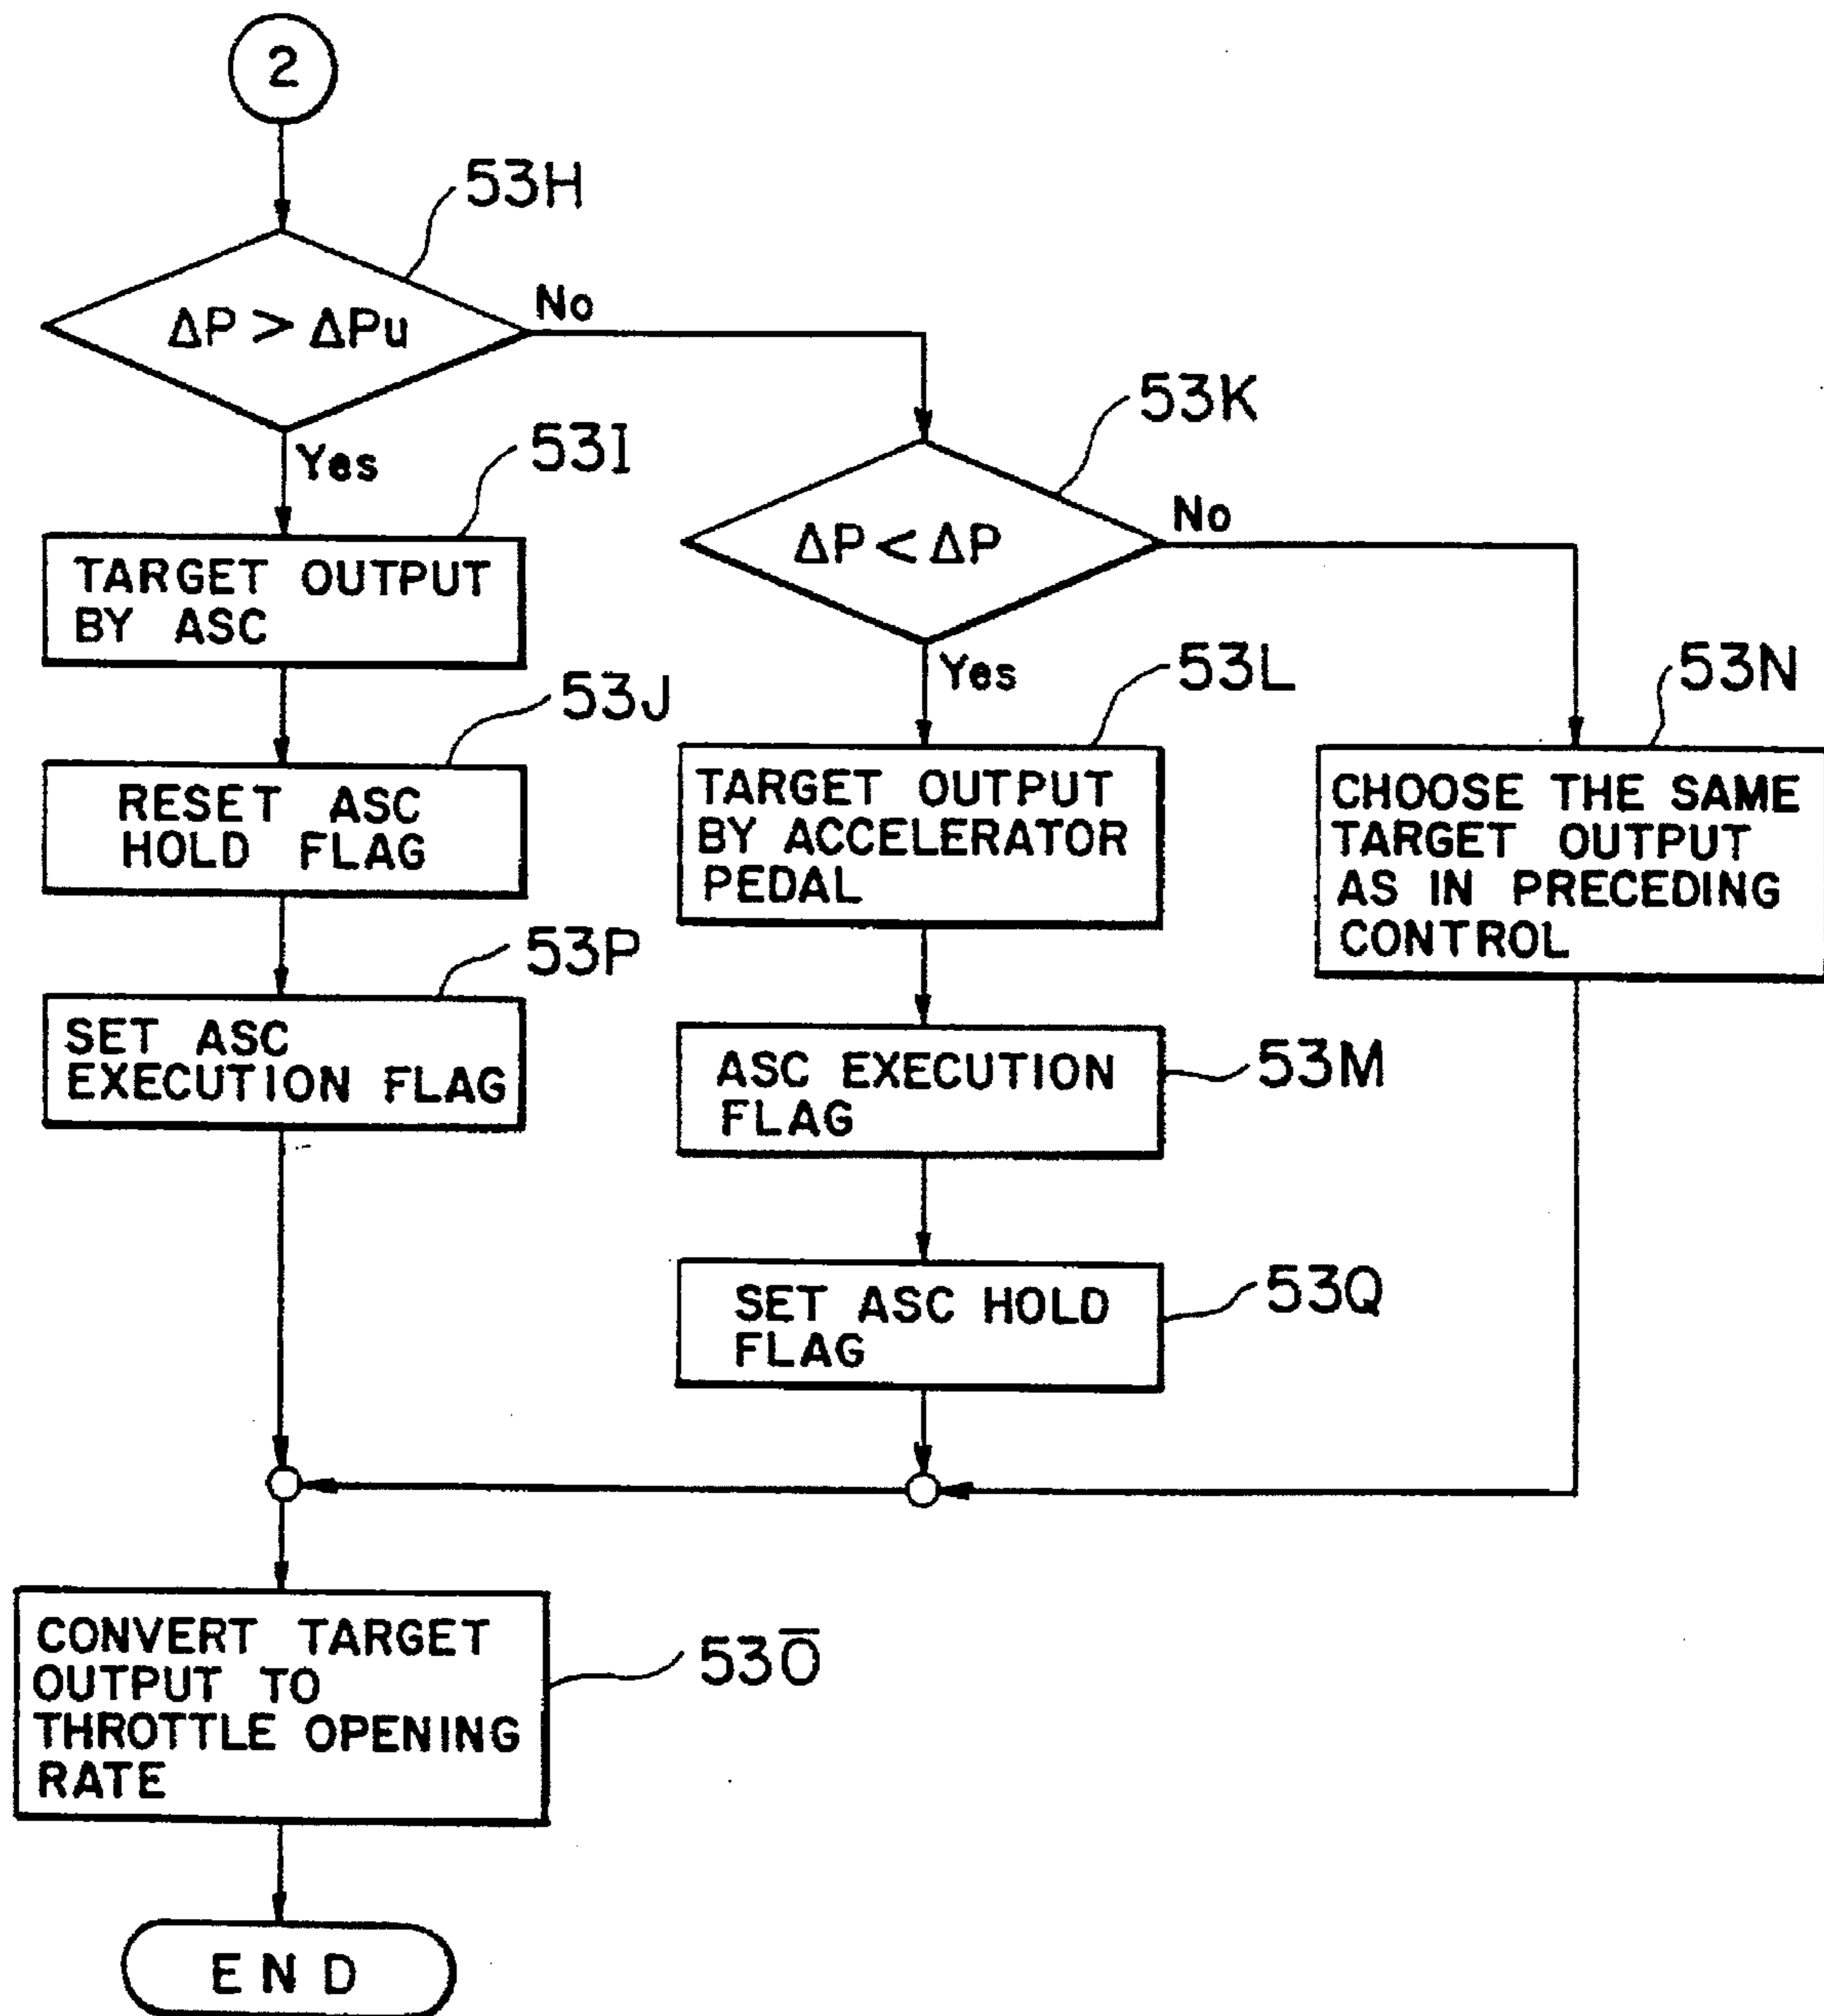 2
53H
ΔP > ΔPu
No
Yes
53I
TARGET OUTPUT
BY ASC
53J
RESET ASC
HOLD FLAG
53P
SET ASC
EXECUTION FLAG
53K
ΔP < ΔP
No
Yes
53L
TARGET OUTPUT
BY ACCELERATOR
PEDAL
53M
ASC EXECUTION
FLAG
53Q
SET ASC HOLD
FLAG
53N
CHOOSE THE SAME
TARGET OUTPUT
AS IN PRECEDING
CONTROL
53Ō
CONVERT TARGET
OUTPUT TO
THROTTLE OPENING
RATE
END